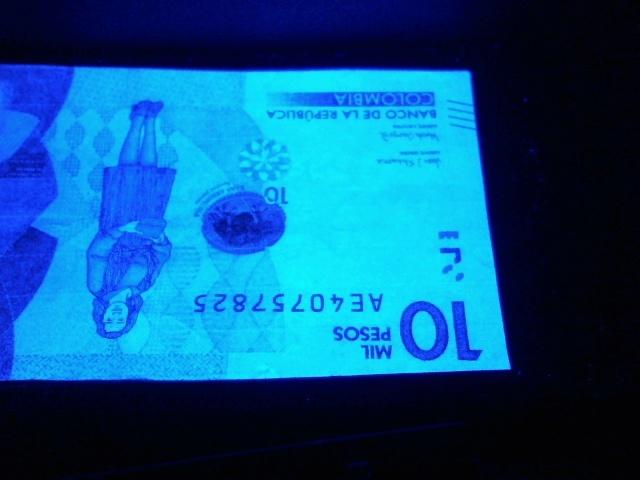 10 MIL
PESOS
AE40757825
10
BANCO DE LA REPÚBLICA
COLOMBIA